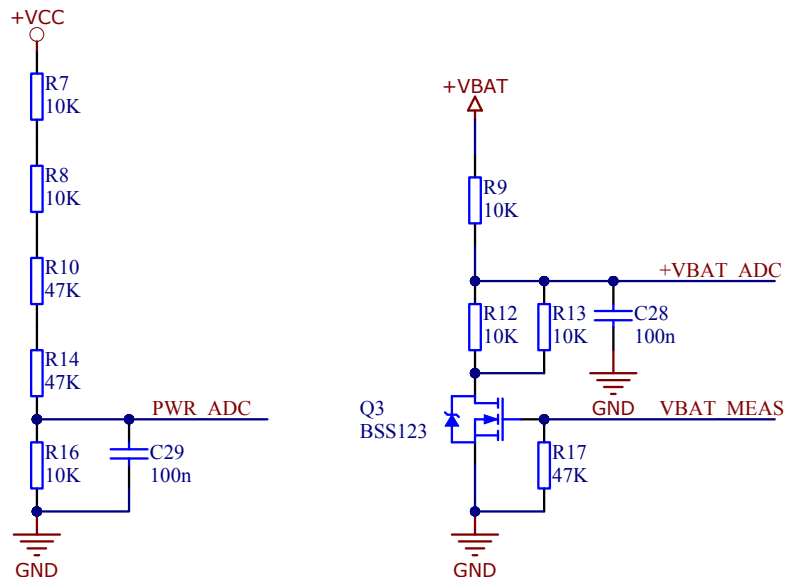 +VCC
R7
10K
R8
10K
R10
47K
R14
47K
PWR_ADC
R16
10K
C29
100n
GND
+VBAT
R9
10K
+VBAT_ADC
R12
10K
R13
10K
C28
100n
GND
Q3
BSS123
VBAT_MEAS
R17
47K
GND